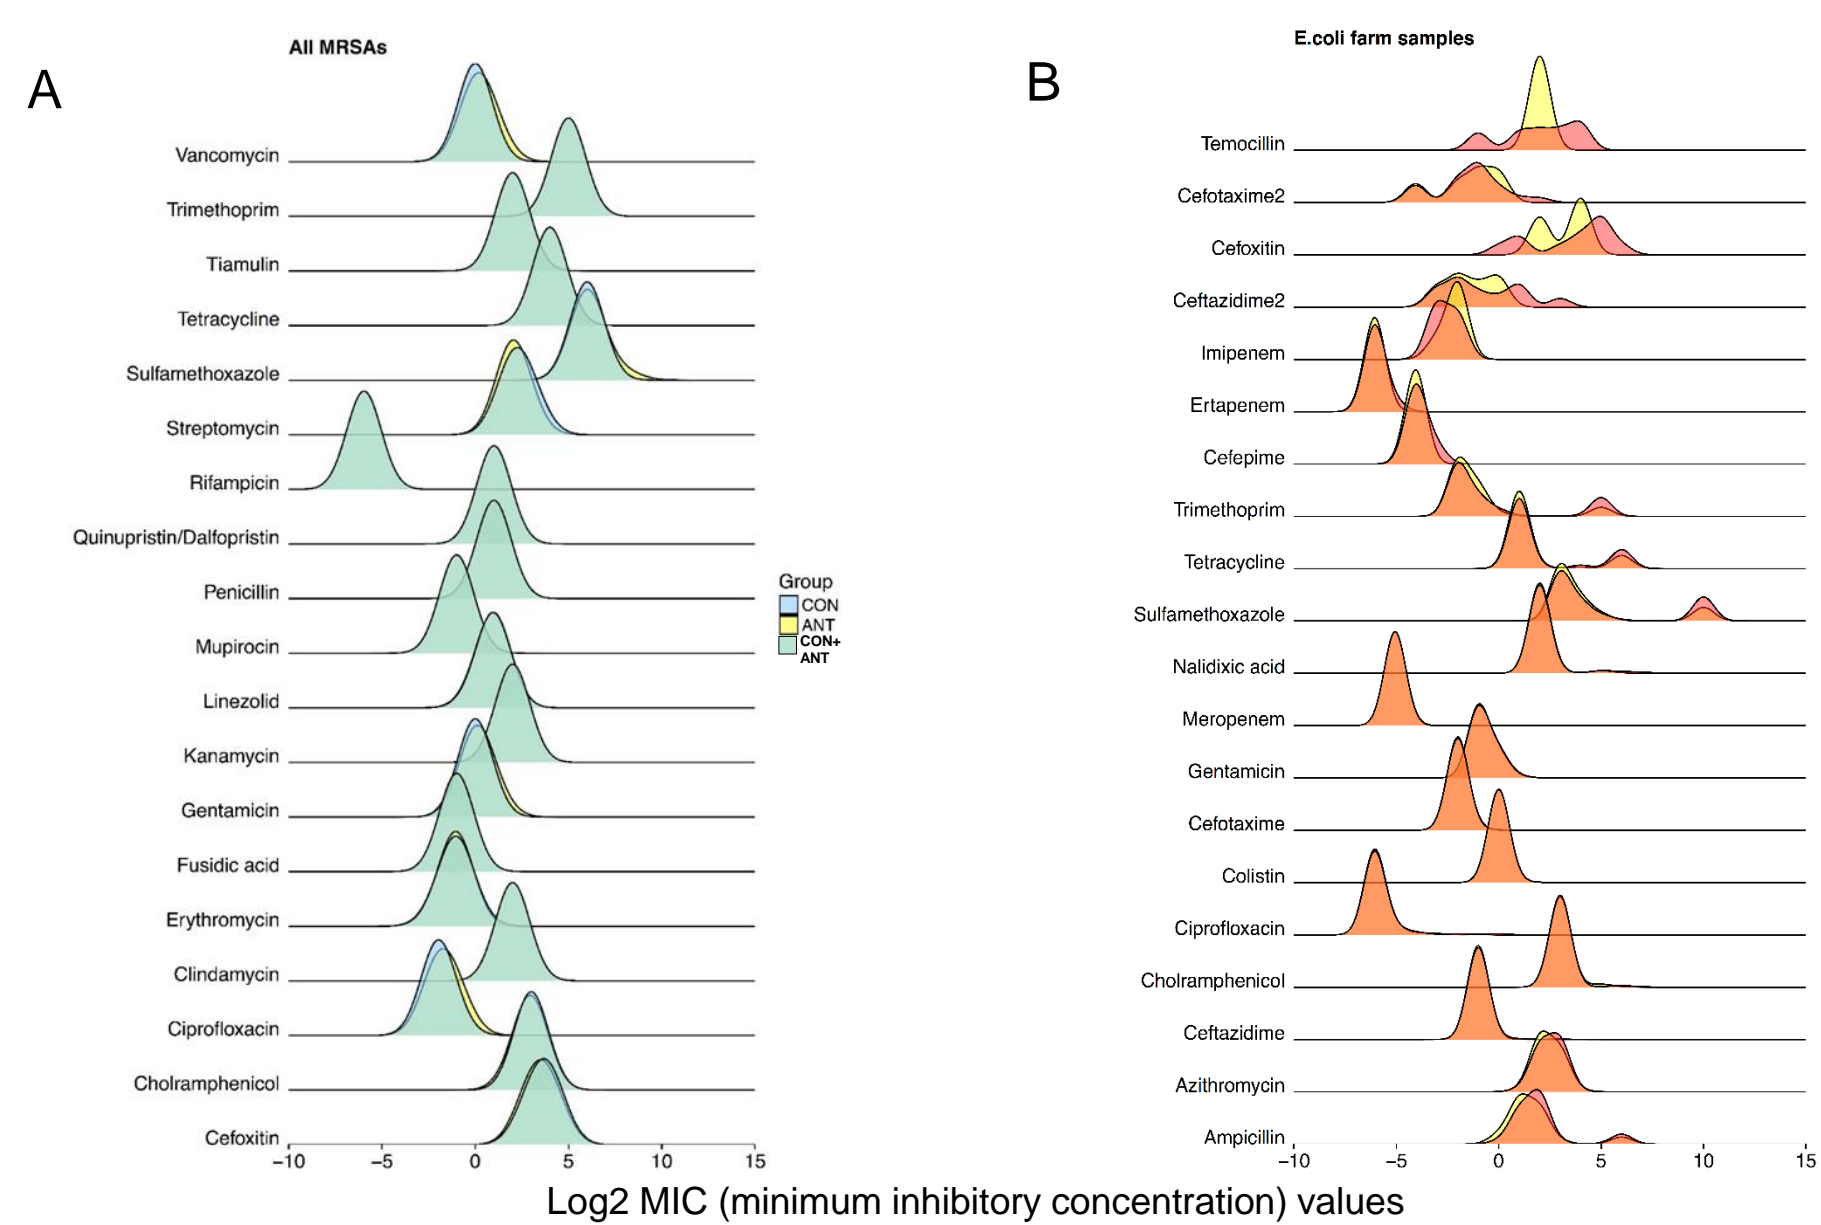 A
All MRSAs
Vancomycin
Trimethoprim
Tiamulin
Tetracycline
Sulfamethoxazole
Streptomycin
Rifampicin
Quinupristin/Dalfopristin
Penicillin
Mupirocin
Linezolid
Kanamycin
Gentamicin
Fusidic acid
Erythromycin
Clindamycin
Ciprofloxacin
Cholramphenicol
Cefoxitin
−10 −5 0 5 10 15
Group
CON
ANT
CON+
ANT
B
E.coli farm samples
Temocillin
Cefotaxime2
Cefoxitin
Ceftazidime2
Imipenem
Ertapenem
Cefepime
Trimethoprim
Tetracycline
Sulfamethoxazole
Nalidixic acid
Meropenem
Gentamicin
Cefotaxime
Colistin
Ciprofloxacin
Cholramphenicol
Ceftazidime
Azithromycin
Ampicillin
−10 −5 0 5 10 15
Log2 MIC (minimum inhibitory concentration) values